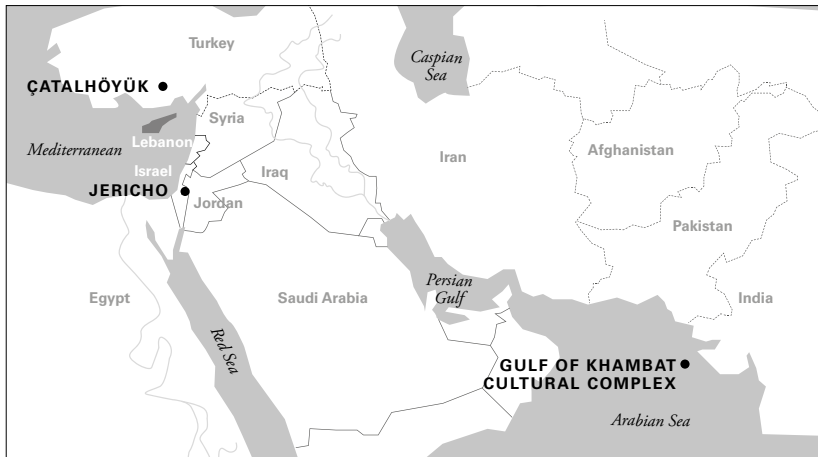 Turkey
Caspian
Sea
ÇATALHÖYÜK
Syria
Lebanon
Mediterranean
Iran
Afghanistan
Israel
Iraq
JERICHO
Jordan
Pakistan
Persian
Gulf
Egypt
Saudi Arabia
India
Red Sea
GULF OF KHAMBAT
CULTURAL COMPLEX
Arabian Sea